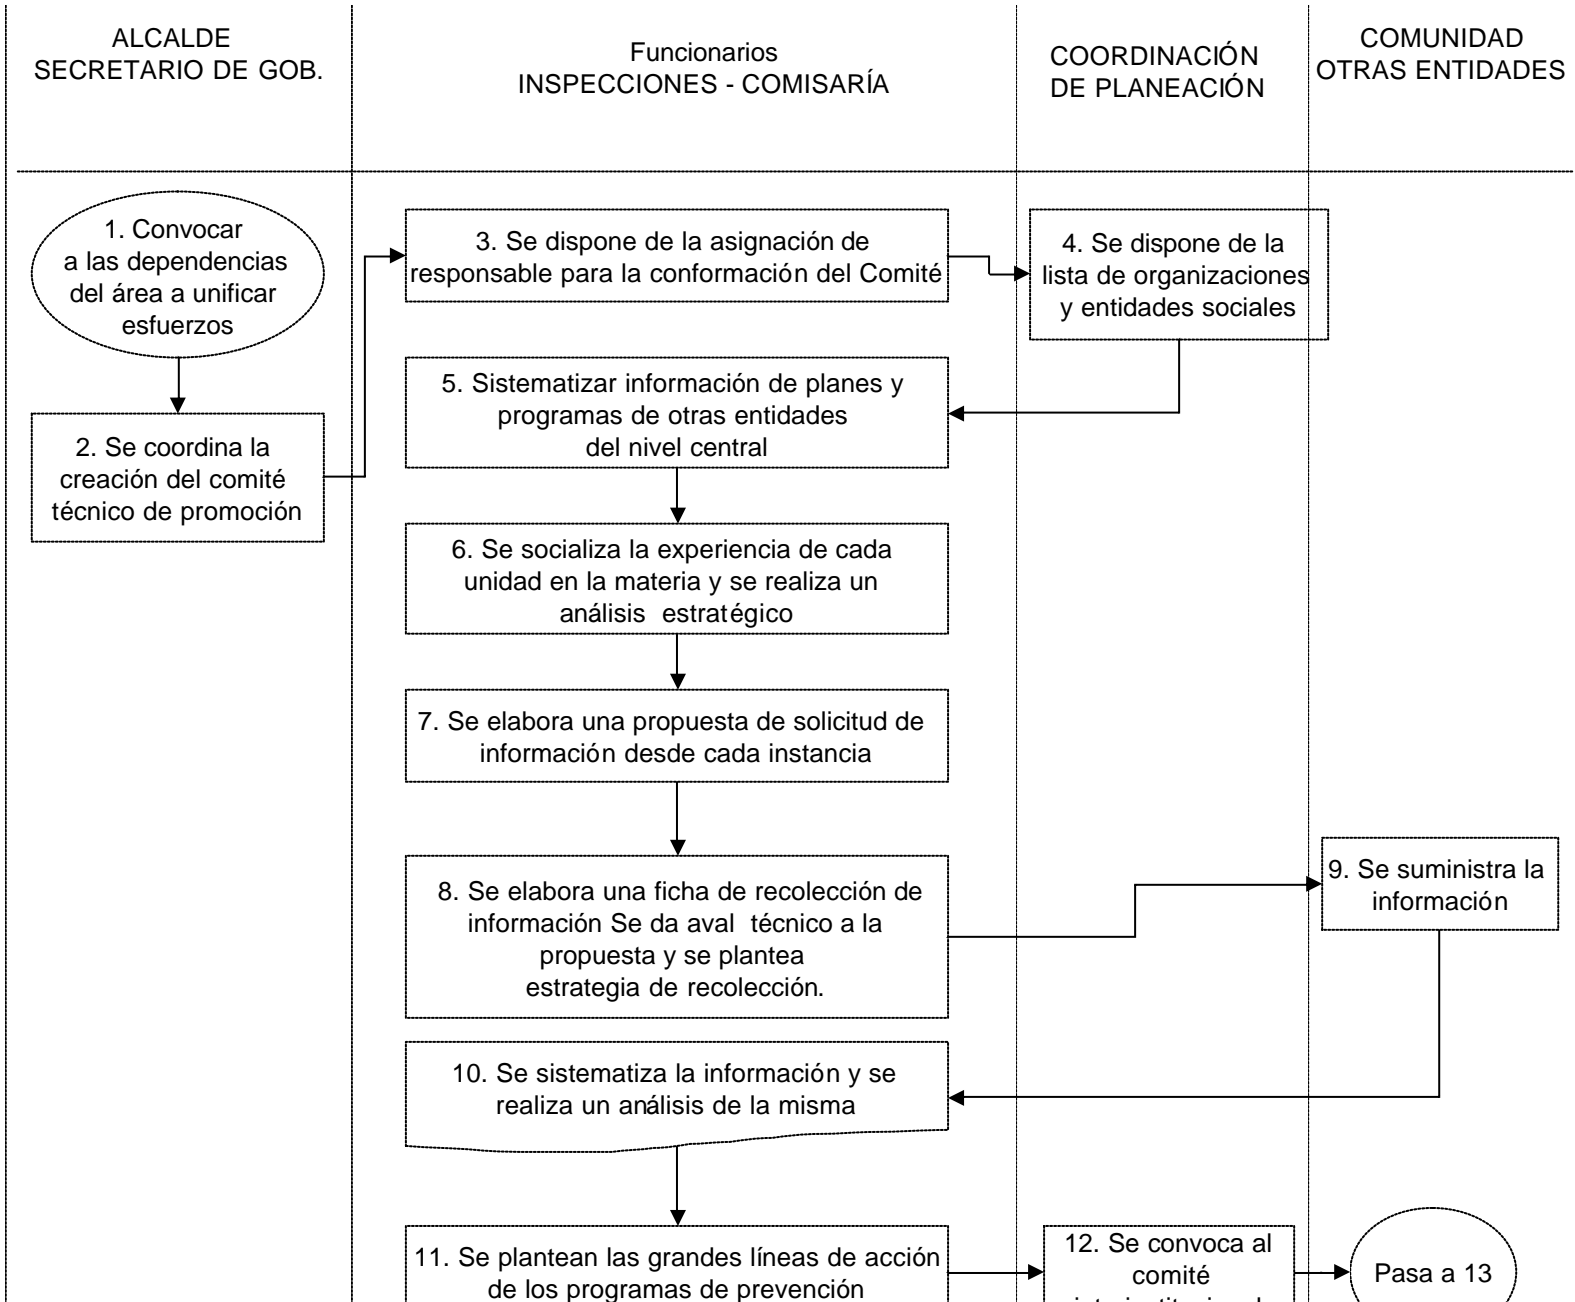 ALCALDE
SECRETARIO DE GOB.
Funcionarios
INSPECCIONES - COMISARÍA
COORDINACIÓN
DE PLANEACIÓN
COMUNIDAD
OTRAS ENTIDADES
1. Convocar
a las dependencias
del área a unificar
esfuerzos
2. Se coordina la
creación del comité
técnico de promoción
3. Se dispone de la asignación de
responsable para la conformación del Comité
4. Se dispone de la
lista de organizaciones
y entidades sociales
5. Sistematizar información de planes y
programas de otras entidades
del nivel central
6. Se socializa la experiencia de cada
unidad en la materia y se realiza un
análisis estratégico
7. Se elabora una propuesta de solicitud de
información desde cada instancia
8. Se elabora una ficha de recolección de
información Se da aval técnico a la
propuesta y se plantea
estrategia de recolección.
9. Se suministra la
información
10. Se sistematiza la información y se
realiza un análisis de la misma
11. Se plantean las grandes líneas de acción
de los programas de prevención
12. Se convoca al
comité
Pasa a 13